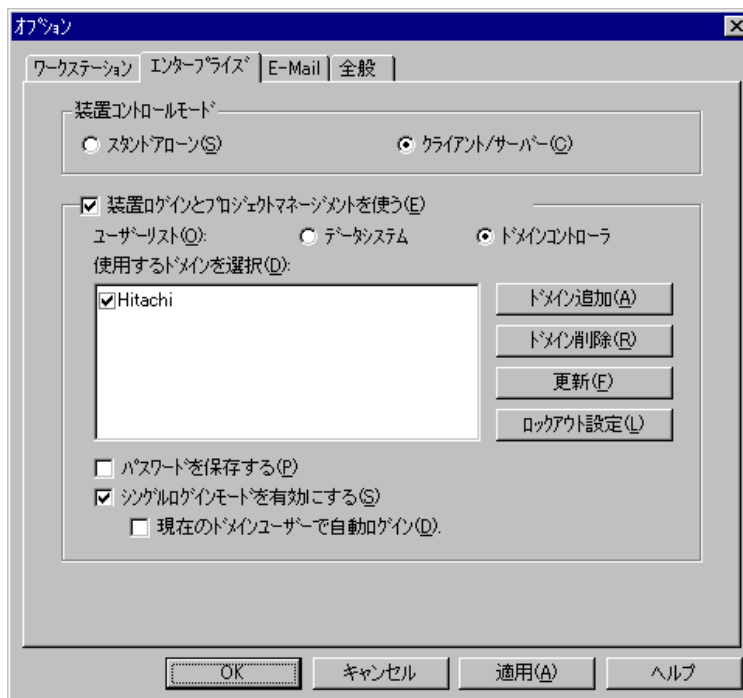 オプション
ワークステーション エンタープライズ E-Mail 全般
装置コントロールモード
スタンドアローン(S) クライアント/サーバー(C)
装置ログインとプロジェクトマネージメントを使う(E)
ユーザーリスト(O): データシステム ドメインコントローラ
使用するドメインを選択(D):
Hitachi
ドメイン追加(A)
ドメイン削除(R)
更新(F)
ロックアウト設定(L)
パスワードを保存する(P)
シングルログインモードを有効にする(S)
現在のドメインユーザーで自動ログイン(D).
OK キャンセル 適用(A) ヘルプ